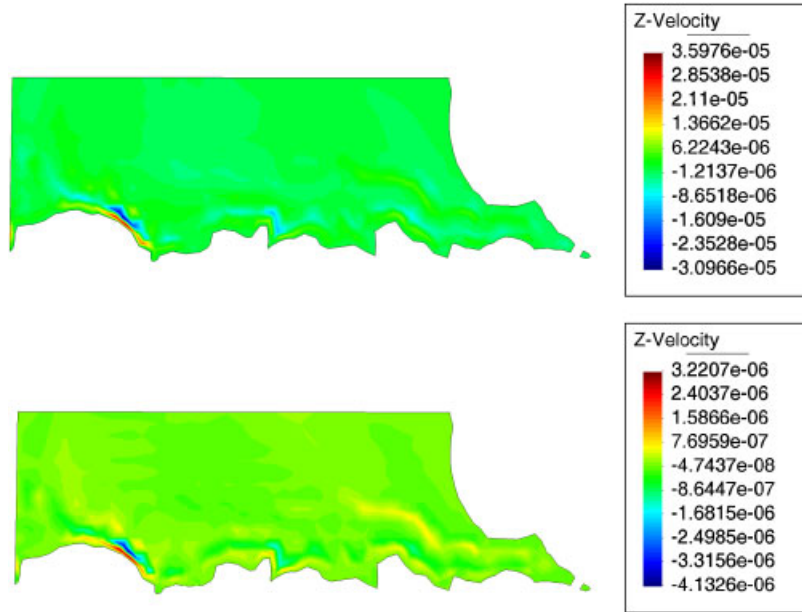 Z-Velocity
3.5976e-05
2.8538e-05
2.11e-05
1.3662e-05
6.2243e-06
-1.2137e-06
-8.6518e-06
-1.609e-05
-2.3528e-05
-3.0966e-05
Z-Velocity
3.2207e-06
2.4037e-06
1.5866e-06
7.6959e-07
-4.7437e-08
-8.6447e-07
-1.6815e-06
-2.4985e-06
-3.3156e-06
-4.1326e-06